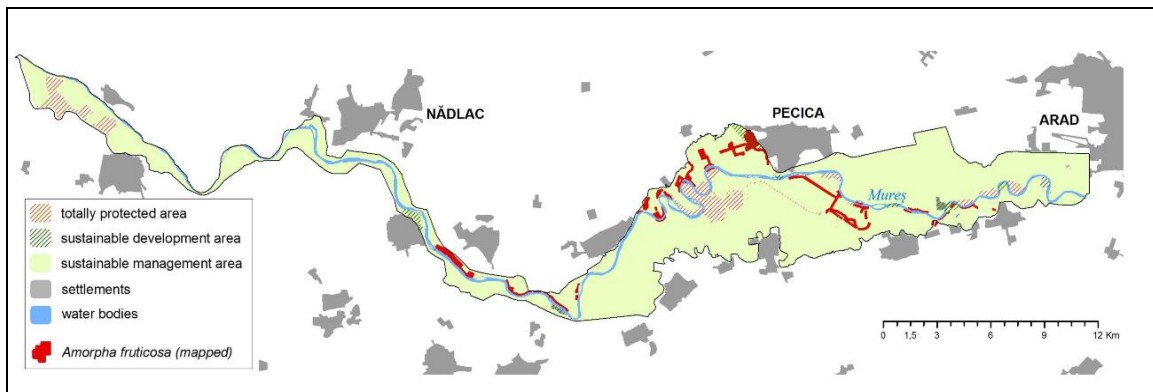 NĂDLAC
PECICA
ARAD
Mureș
totally protected area
sustainable development area
sustainable management area
settlements
water bodies
Amorpha fruticosa (mapped)
0 1,5 3 6 9 12 Km